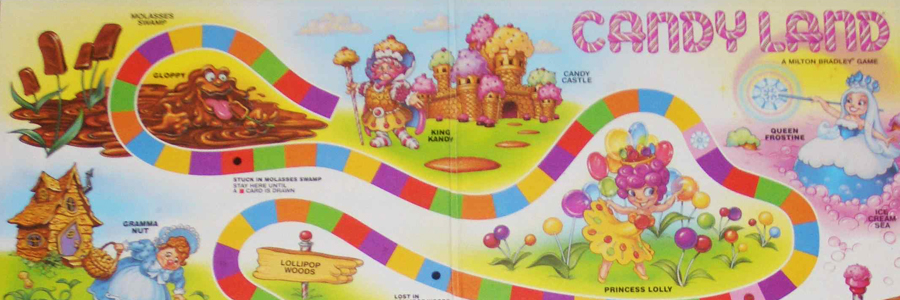 MOLASSES
SWAMP
CANDY LAND
A MILTON BRADLEY® GAME
GLOPPY
CANDY
CASTLE
KING
KANDY
QUEEN
FROSTINE
STUCK IN MOLASSES SWAMP
STAY HERE UNTIL
A CARD IS DRAWN
ICE
CREAM
SEA
GRAMMA
NUT
LOLLIPOP
WOODS
PRINCESS LOLLY
LOST IN